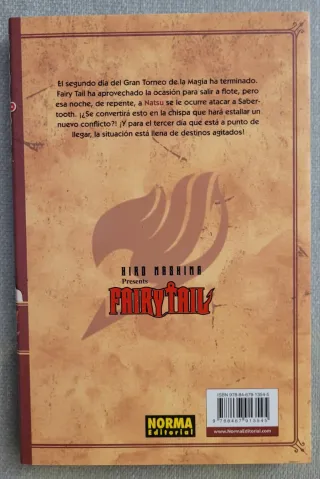 El segundo día del Gran Torneo de la Magia ha terminado.
Fairy Tail ha aprovechado la ocasión para salir a flote, pero
esa noche, de repente, a Natsu se le ocurre atacar a Saber-
tooth. ¡¿Se convertirá esto en la chispa que hará estallar un
nuevo conflicto?! ¡Y para el tercer día que está a punto de
llegar, la situación está llena de destinos agitados!
HIRO MASHIMA
Presents
FAIRY TAIL
NORMA
Editorial
www.NormaEditorial.com